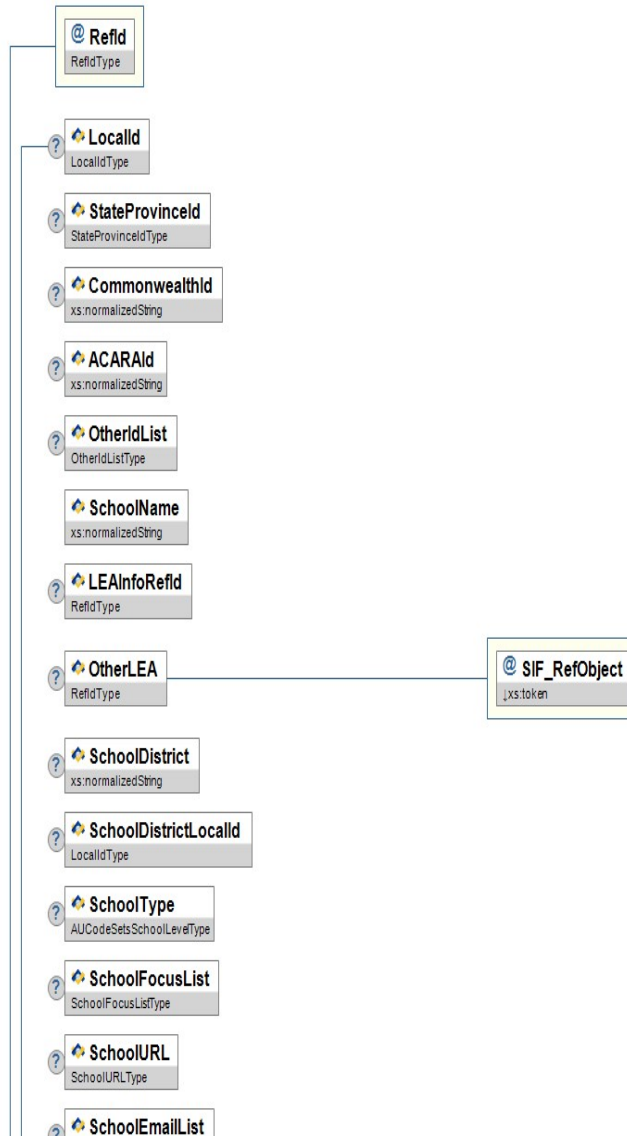 @ RefId
RefIdType
? LocalId
LocalIdType
? StateProvinceId
StateProvinceIdType
? CommonwealthId
xs:normalizedString
? ACARAId
xs:normalizedString
? OtherIdList
OtherIdListType
SchoolName
xs:normalizedString
? LEAInfoRefId
RefIdType
? OtherLEA
RefIdType
@ SIF_RefObject
↓xs:token
? SchoolDistrict
xs:normalizedString
? SchoolDistrictLocalId
LocalIdType
? SchoolType
AUCodeSetsSchoolLevelType
? SchoolFocusList
SchoolFocusListType
? SchoolURL
SchoolURLType
? SchoolEmailList